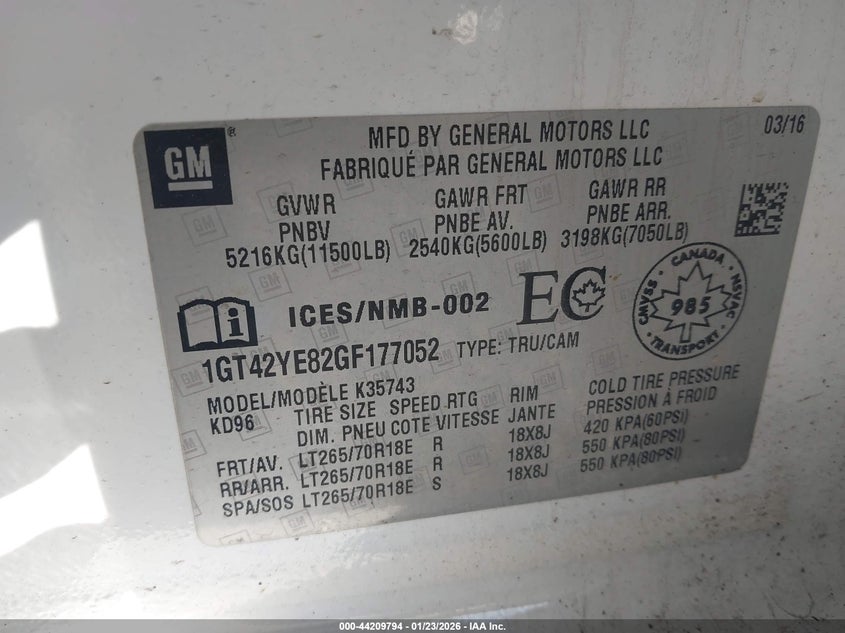 GM ®
MFD BY GENERAL MOTORS LLC
03/16
FABRIQUÉ PAR GENERAL MOTORS LLC
GVWR
PNBV
5216KG(11500LB)
GAWR FRT
PNBE AV.
2540KG(5600LB)
GAWR RR
PNBE ARR.
3198KG(7050LB)
i ICES/NMB-002 EC
CANADA
CMVSS 985 NSVAC
TRANSPORT
1GT42YE82GF177052 TYPE: TRU/CAM
MODEL/MODÈLE K35743
KD96
TIRE SIZE SPEED RTG RIM COLD TIRE PRESSURE
DIM. PNEU COTE VITESSE JANTE PRESSION À FROID
FRT/AV. LT265/70R18E R 18X8J 420 KPA(60PSI)
RR/ARR. LT265/70R18E R 18X8J 550 KPA(80PSI)
SPA/SOS LT265/70R18E S 18X8J 550 KPA(80PSI)
000-44209794 - 01/23/2026 - IAA Inc.